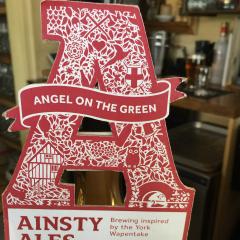 ANGEL ON THE GREEN
AINSTY
ALES
Brewing inspired
by the York
Wapentake